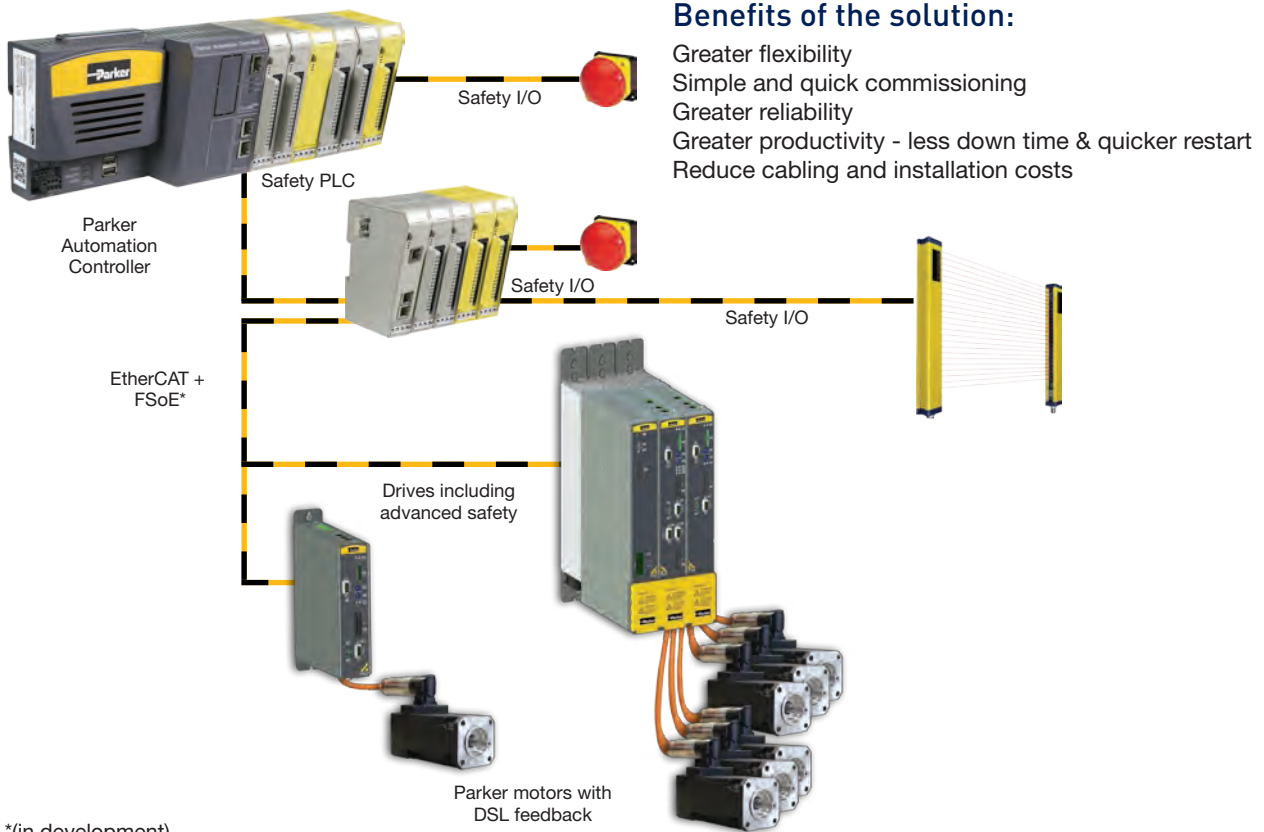 Benefits of the solution:
Greater flexibility
Simple and quick commissioning
Greater reliability
Greater productivity - less down time & quicker restart
Reduce cabling and installation costs
Parker
Safety I/O
Safety PLC
Parker
Automation
Controller
Safety I/O
Safety I/O
EtherCAT +
FSoE*
Drives including
advanced safety
Parker motors with
DSL feedback
*(in development)